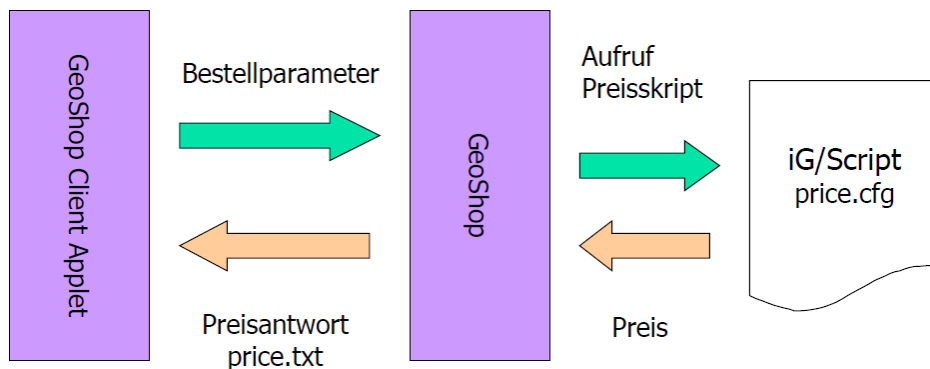 GeoShop Client Applet
Bestellparameter
Preisantwort
price.txt
GeoShop
Aufruf
Preisskript
Preis
iG/Script
price.cfg